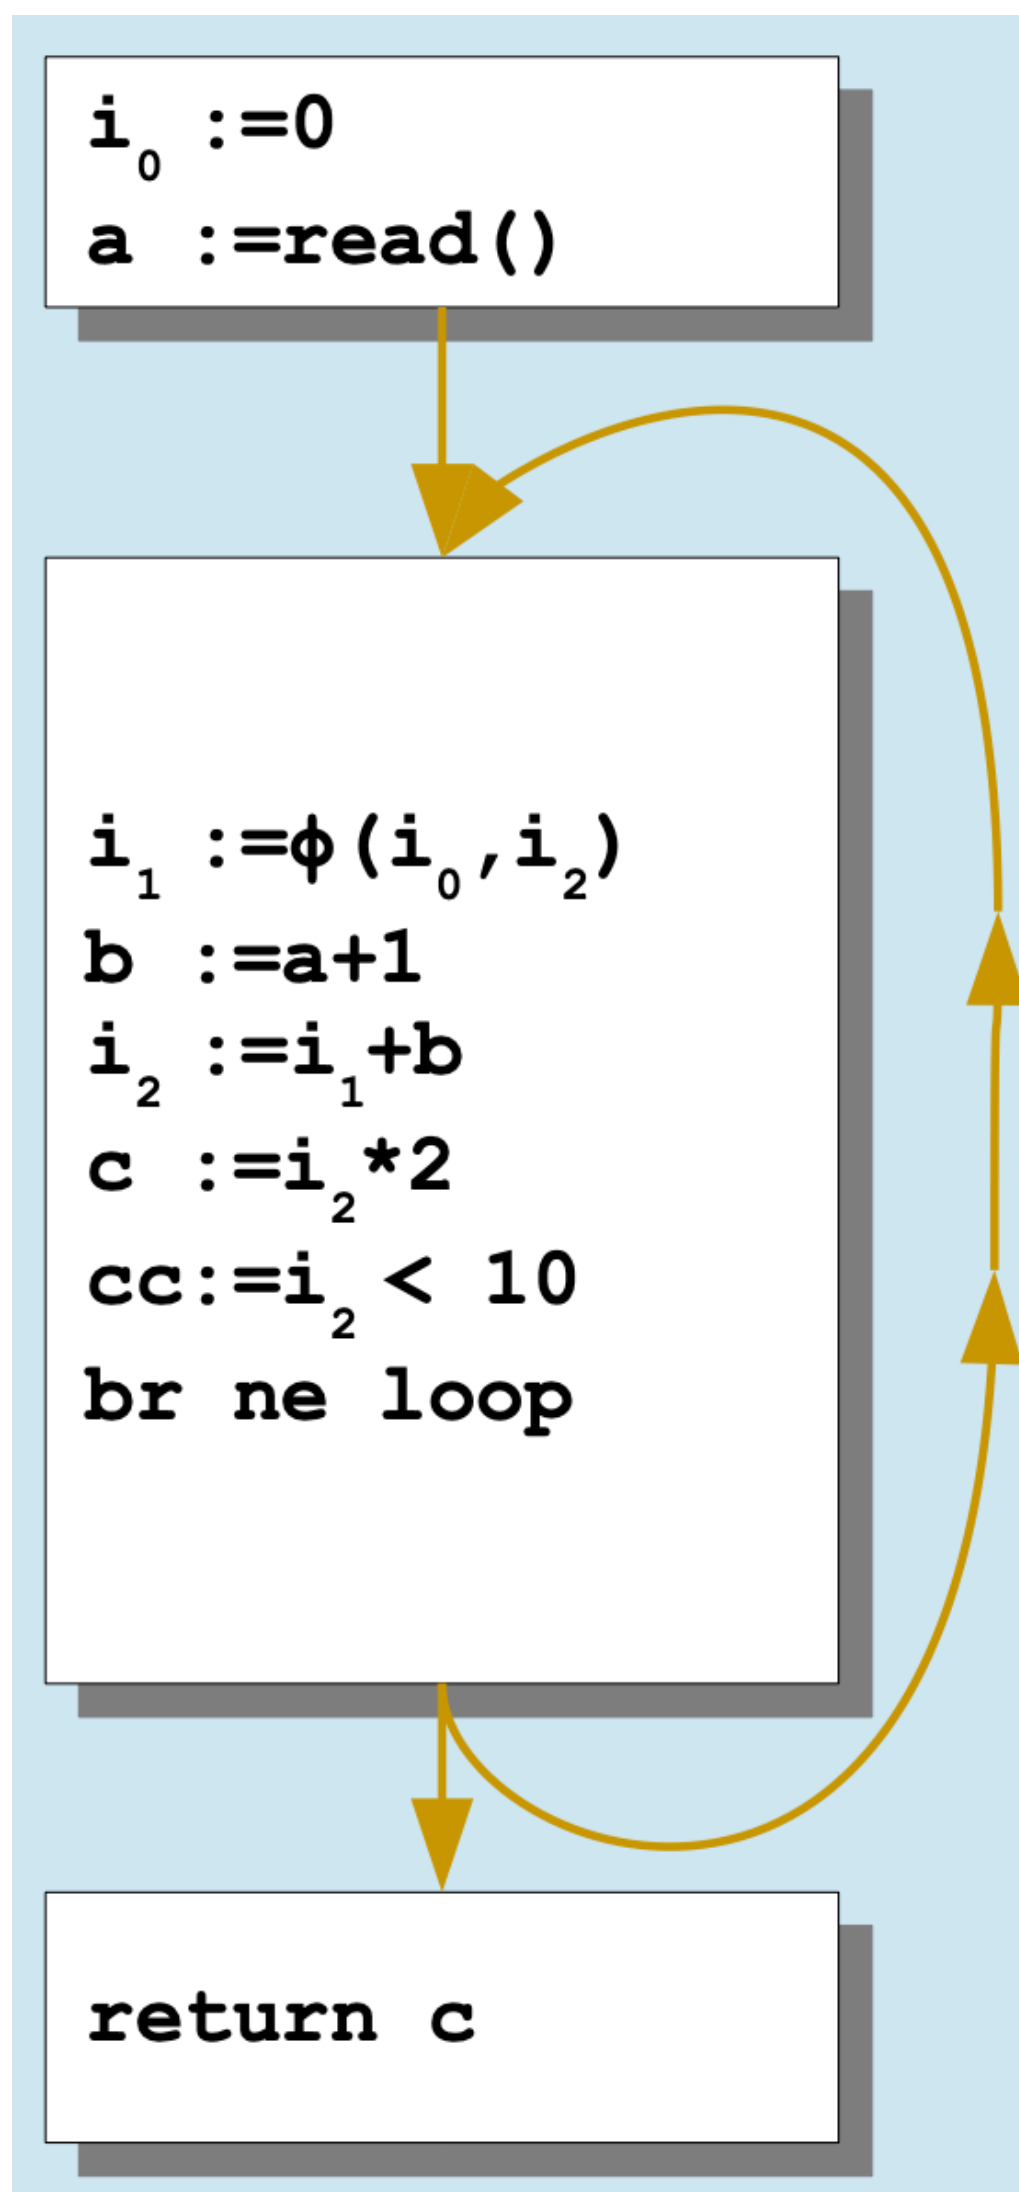 i₀ :=0
a :=read()
i₁ :=ϕ(i₀,i₂)
b :=a+1
i₂ :=i₁+b
c :=i₂*2
cc:=i₂ < 10
br ne loop
return c